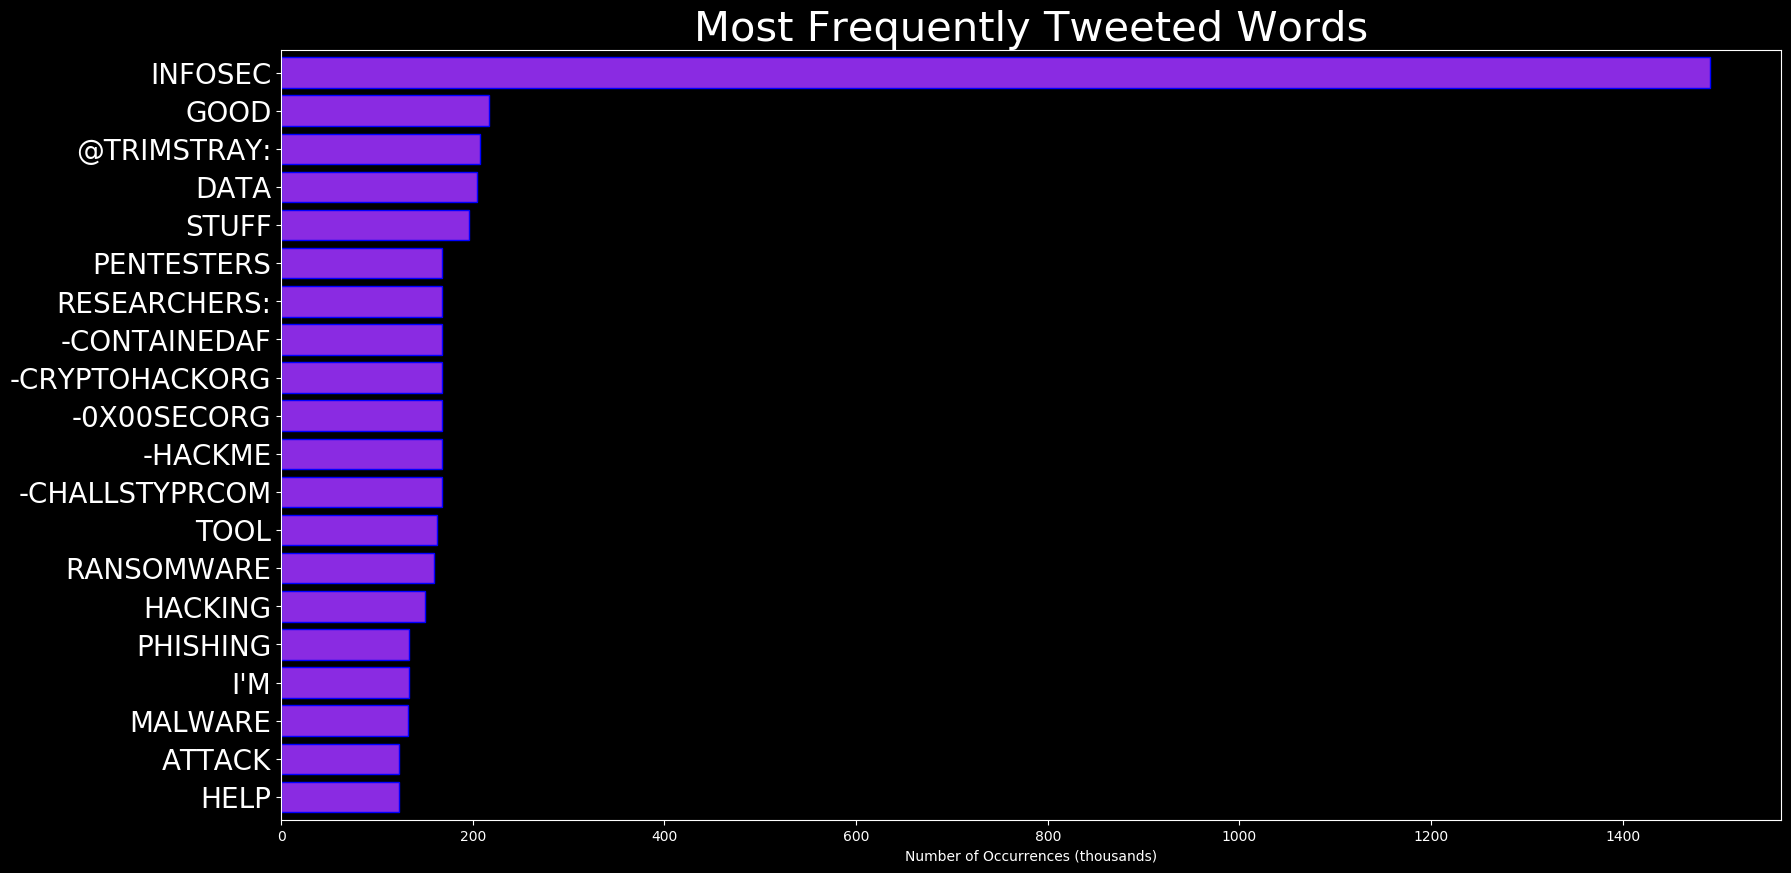 Most Frequently Tweeted Words
INFOSEC
GOOD
@TRIMSTRAY:
DATA
STUFF
PENTESTERS
RESEARCHERS:
-CONTAINEDAF
-CRYPTOHACKORG
-0X00SECORG
-HACKME
-CHALLSTYPRCOM
TOOL
RANSOMWARE
HACKING
PHISHING
I'M
MALWARE
ATTACK
HELP
0 200 400 600 800 1000 1200 1400
Number of Occurrences (thousands)